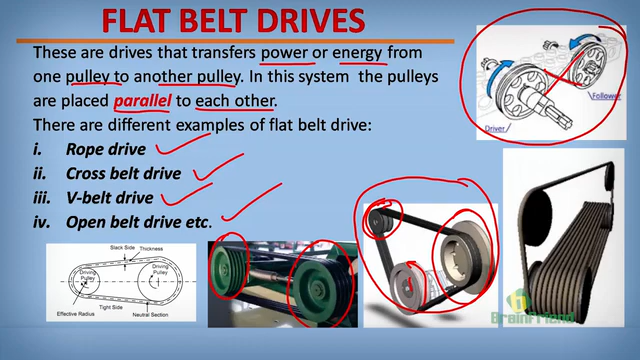 FLAT BELT DRIVES
These are drives that transfers power or energy from
one pulley to another pulley. In this system the pulleys
are placed parallel to each other.
There are different examples of flat belt drive:
i. Rope drive
ii. Cross belt drive
iii. V-belt drive
iv. Open belt drive etc.
Driver
Follower
Slack Side
Thickness
Driving
Pulley
Driving
Pulley
Effective Radius
Tight Side
Neutral Section
Brainfriend